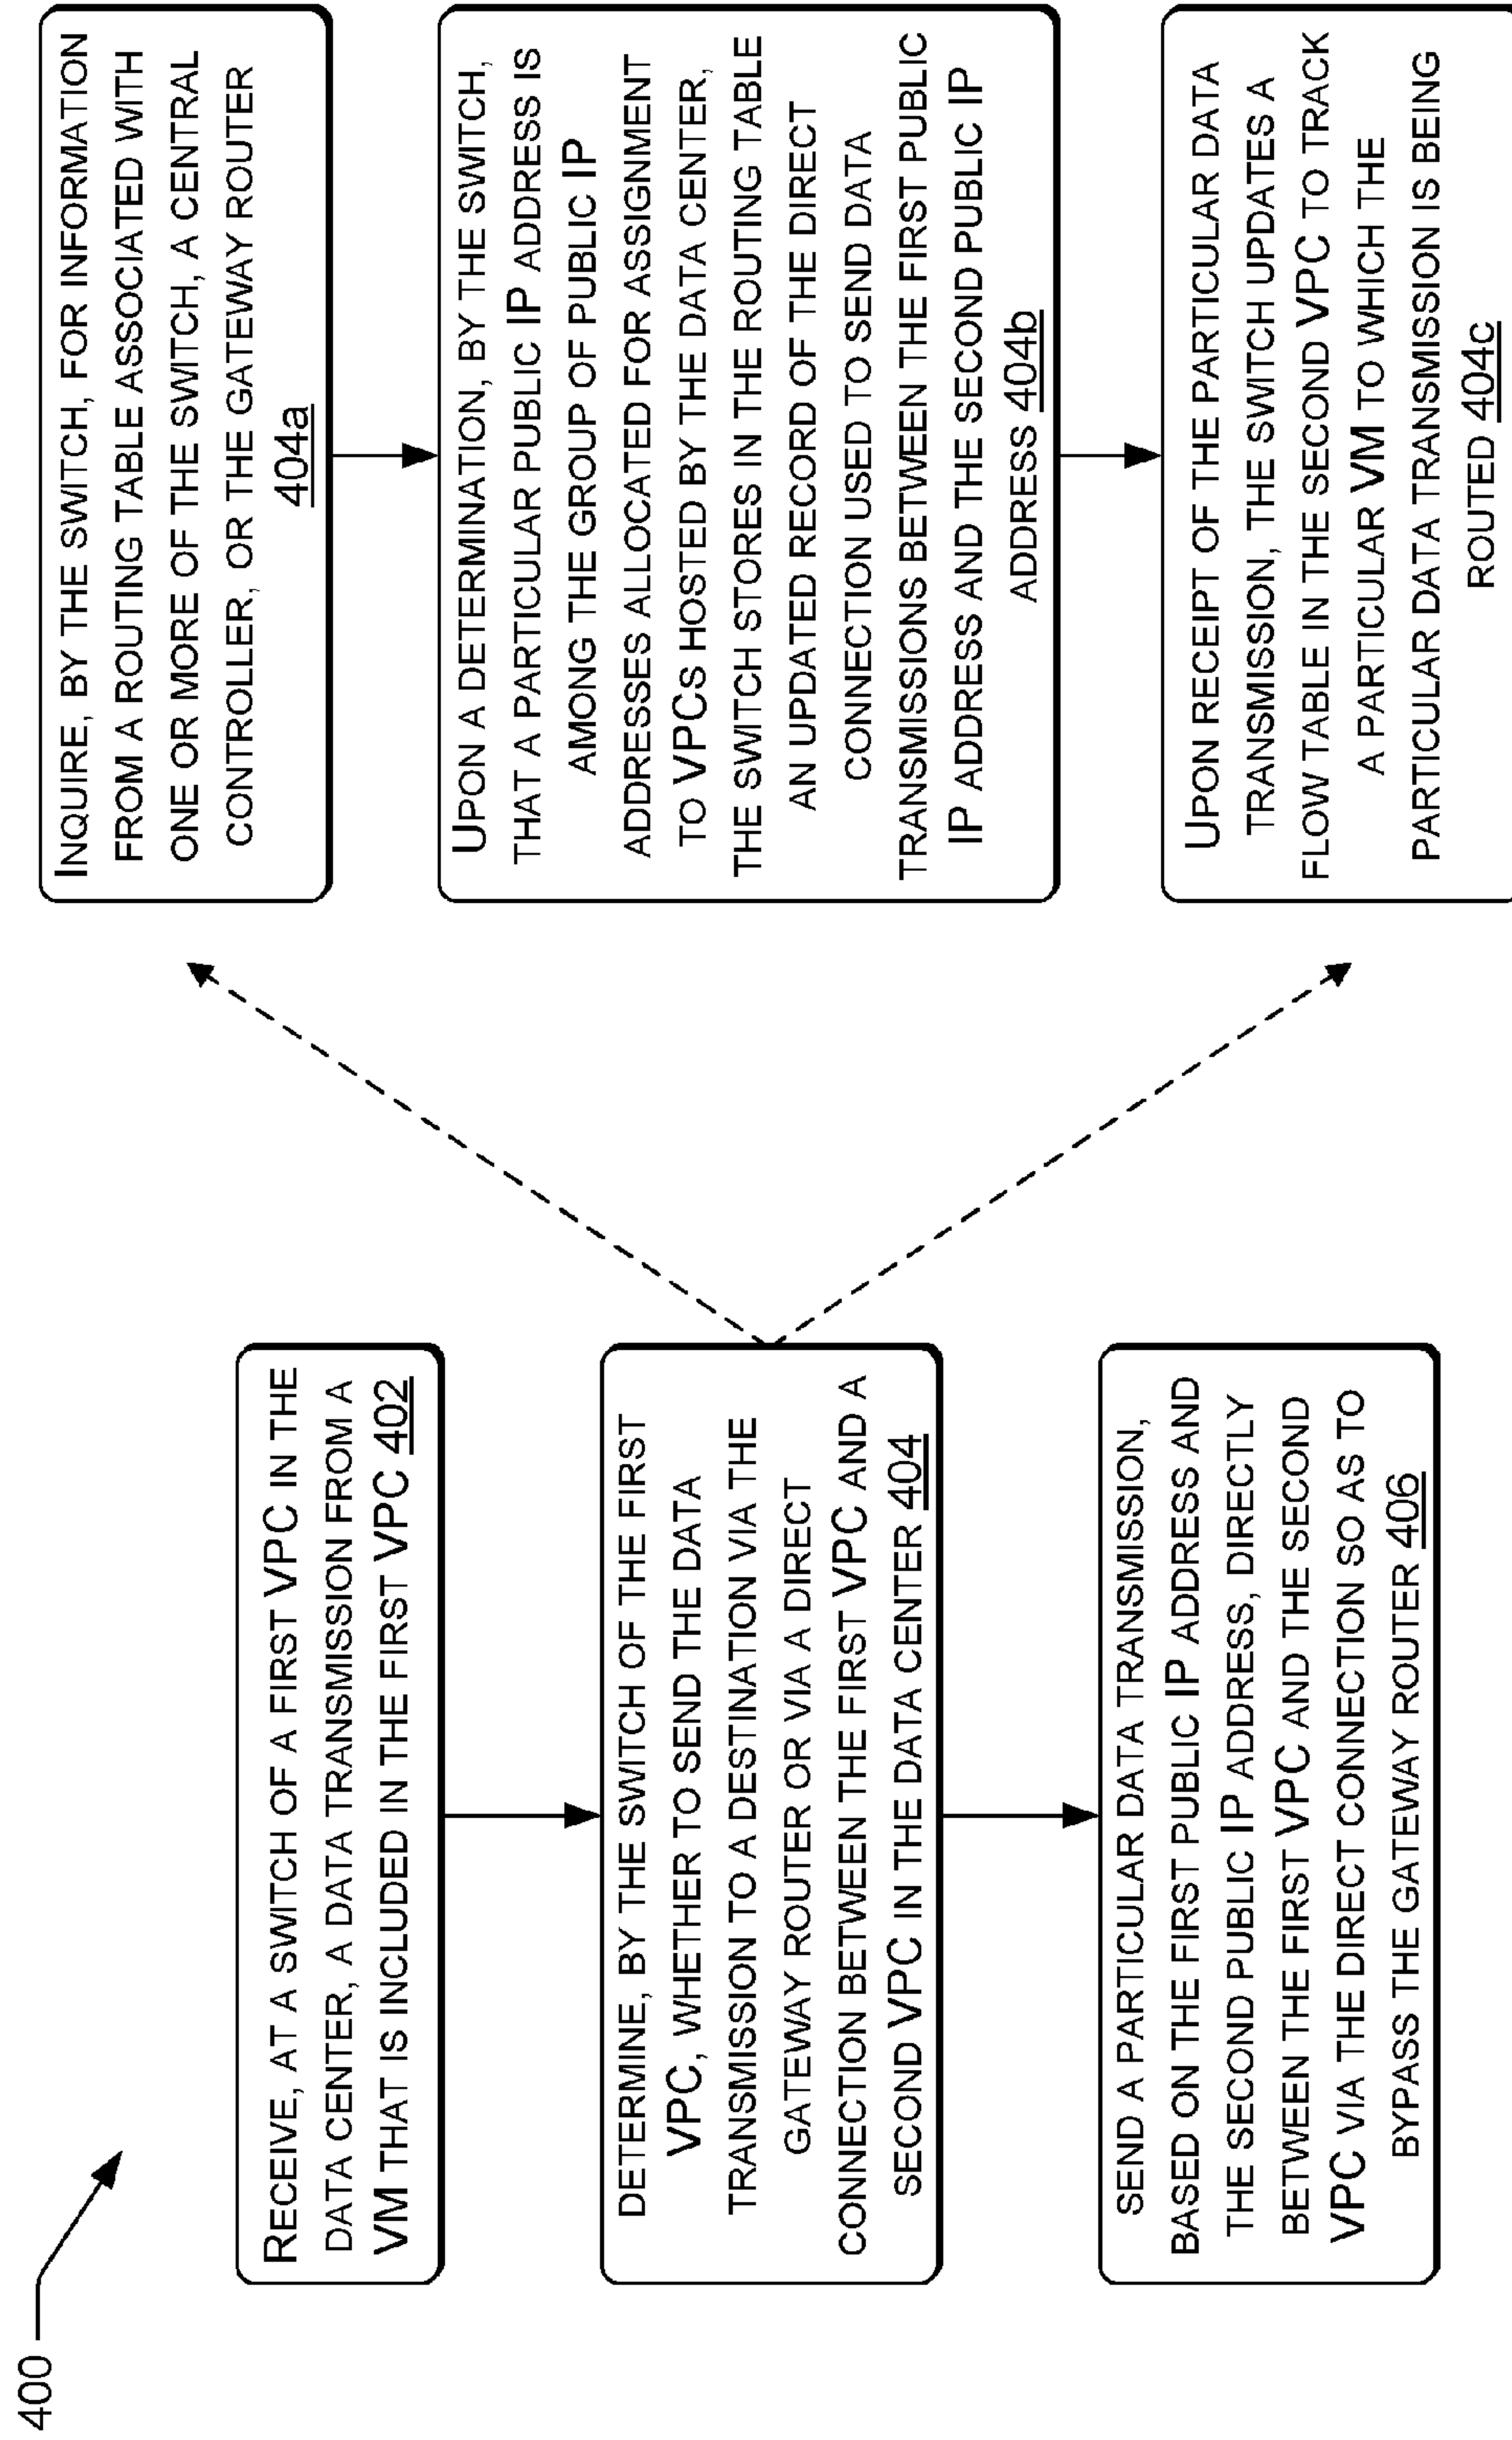 400
RECEIVE, AT A SWITCH OF A FIRST VPC IN THE
DATA CENTER, A DATA TRANSMISSION FROM A
VM THAT IS INCLUDED IN THE FIRST VPC 402
DETERMINE, BY THE SWITCH OF THE FIRST
VPC, WHETHER TO SEND THE DATA
TRANSMISSION TO A DESTINATION VIA THE
GATEWAY ROUTER OR VIA A DIRECT
CONNECTION BETWEEN THE FIRST VPC AND A
SECOND VPC IN THE DATA CENTER 404
SEND A PARTICULAR DATA TRANSMISSION,
BASED ON THE FIRST PUBLIC IP ADDRESS AND
THE SECOND PUBLIC IP ADDRESS, DIRECTLY
BETWEEN THE FIRST VPC AND THE SECOND
VPC VIA THE DIRECT CONNECTION SO AS TO
BYPASS THE GATEWAY ROUTER 406
INQUIRE, BY THE SWITCH, FOR INFORMATION
FROM A ROUTING TABLE ASSOCIATED WITH
ONE OR MORE OF THE SWITCH, A CENTRAL
CONTROLLER, OR THE GATEWAY ROUTER
404a
UPON A DETERMINATION, BY THE SWITCH,
THAT A PARTICULAR PUBLIC IP ADDRESS IS
AMONG THE GROUP OF PUBLIC IP
ADDRESSES ALLOCATED FOR ASSIGNMENT
TO VPCS HOSTED BY THE DATA CENTER,
THE SWITCH STORES IN THE ROUTING TABLE
AN UPDATED RECORD OF THE DIRECT
CONNECTION USED TO SEND DATA
TRANSMISSIONS BETWEEN THE FIRST PUBLIC
IP ADDRESS AND THE SECOND PUBLIC IP
ADDRESS 404b
UPON RECEIPT OF THE PARTICULAR DATA
TRANSMISSION, THE SWITCH UPDATES A
FLOW TABLE IN THE SECOND VPC TO TRACK
A PARTICULAR VM TO WHICH THE
PARTICULAR DATA TRANSMISSION IS BEING
ROUTED 404c